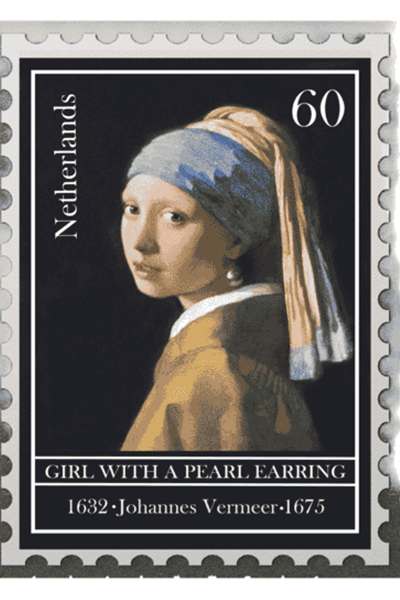 Netherlands
60
GIRL WITH A PEARL EARRING
1632·Johannes Vermeer·1675